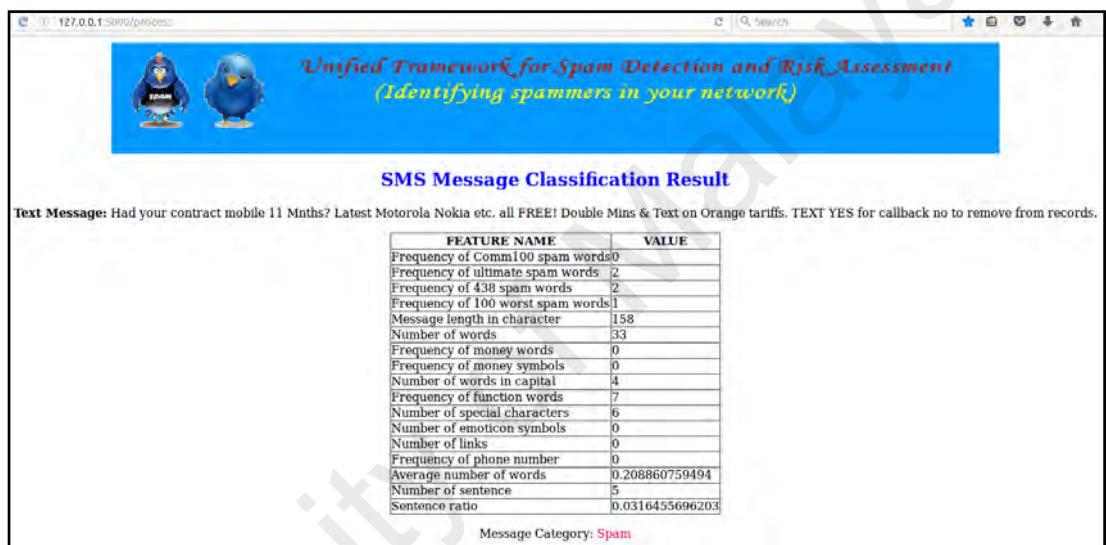 127.0.0.1:5000/process
Search
spam
Unified Framework for Spam Detection and Risk Assessment
(Identifying spammers in your network)
SMS Message Classification Result
Text Message: Had your contract mobile 11 Mnths? Latest Motorola Nokia etc. all FREE! Double Mins & Text on Orange tariffs. TEXT YES for callback no to remove from records.
FEATURE NAME VALUE
Frequency of Comm100 spam words 0
Frequency of ultimate spam words 2
Frequency of 438 spam words 2
Frequency of 100 worst spam words 1
Message length in character 158
Number of words 33
Frequency of money words 0
Frequency of money symbols 0
Number of words in capital 4
Frequency of function words 7
Number of special characters 6
Number of emoticon symbols 0
Number of links 0
Frequency of phone number 0
Average number of words 0.208860759494
Number of sentence 5
Sentence ratio 0.0316455696203
Message Category: Spam
ity of Malaya